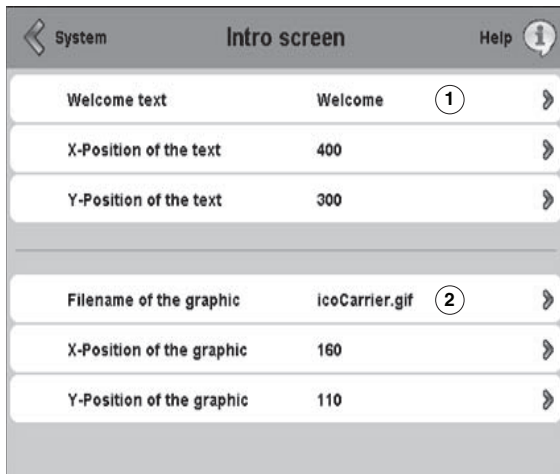 System Intro screen Help i
Welcome text Welcome 1
X-Position of the text 400
Y-Position of the text 300
Filename of the graphic icoCarrier.gif 2
X-Position of the graphic 160
Y-Position of the graphic 110